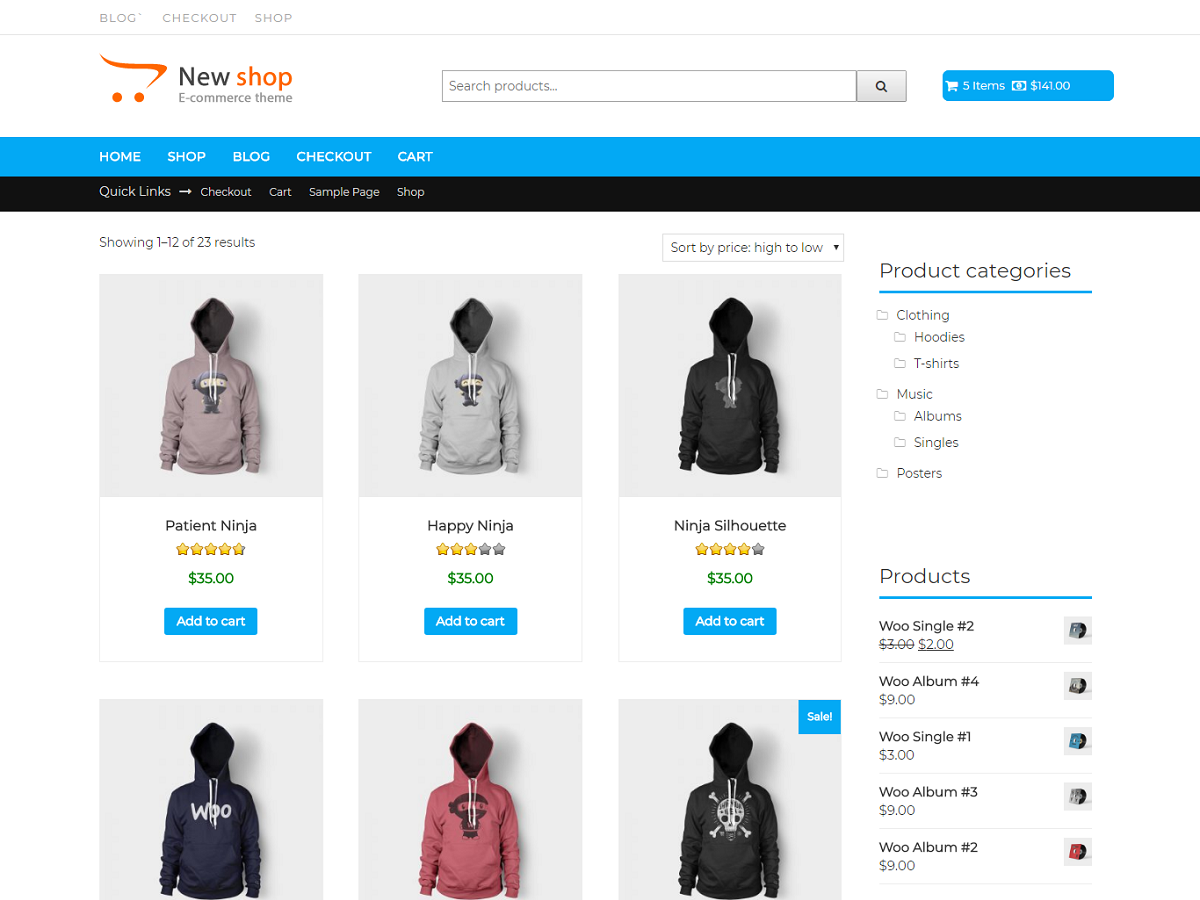 BLOG` CHECKOUT SHOP
New shop
E-commerce theme
Search products...
5 Items $141.00
HOME SHOP BLOG CHECKOUT CART
Quick Links → Checkout Cart Sample Page Shop
Showing 1–12 of 23 results
Sort by price: high to low
Patient Ninja
$35.00
Add to cart
Happy Ninja
$35.00
Add to cart
Ninja Silhouette
$35.00
Add to cart
Woo
Sale!
Product categories
Clothing
Hoodies
T-shirts
Music
Albums
Singles
Posters
Products
Woo Single #2
$3.00 $2.00
Woo Album #4
$9.00
Woo Single #1
$3.00
Woo Album #3
$9.00
Woo Album #2
$9.00